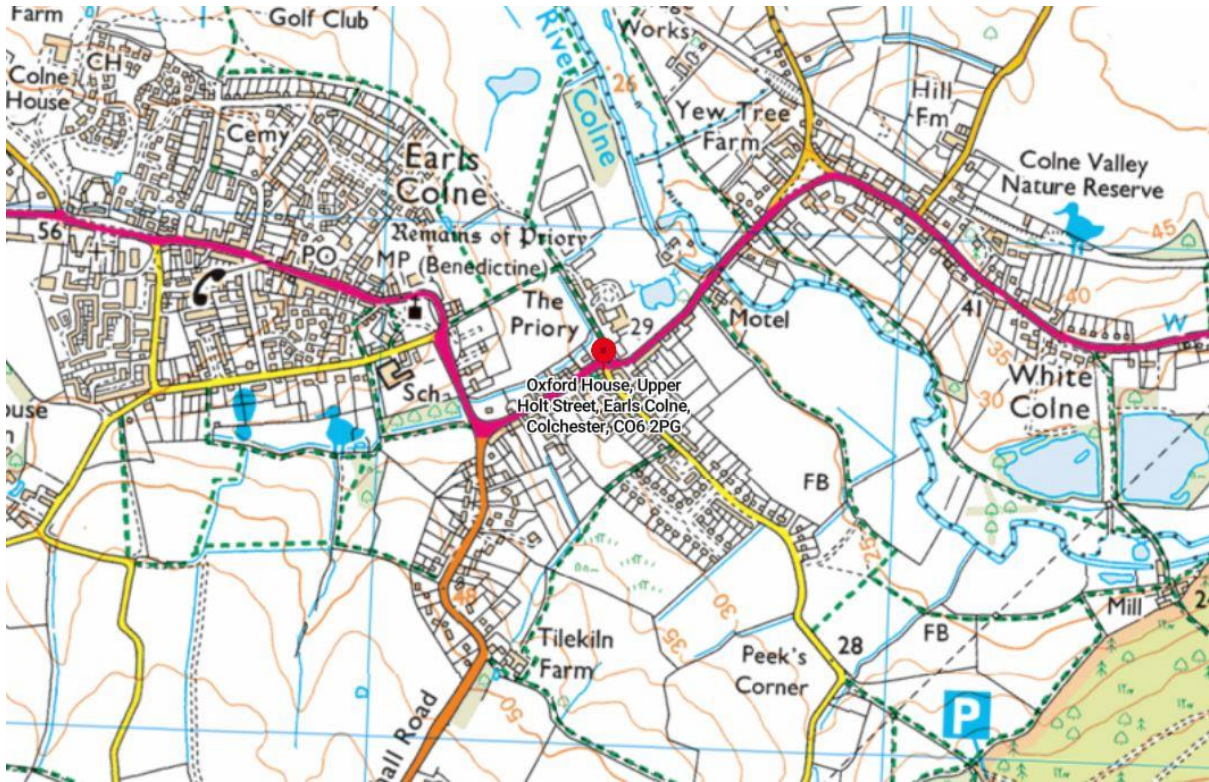 Farm
Golf Club
River
Colne
26
Works
Colne
House
CH
Cemy
Yew Tree
Farm
Hill
Fm
Earls
Colne
Colne Valley
Nature Reserve
56
PO
Remains of Priory
MP (Benedictine)
The
Priory
29
Motel
41
45
40
W
35
30
White
Colne
Sch
Oxford House, Upper
Holt Street, Earls Colne,
Colchester, CO6 2PG
FB
25
48
30
35
Tilekiln
Farm
50
Peek's
Corner
28
FB
Mill
P
Road